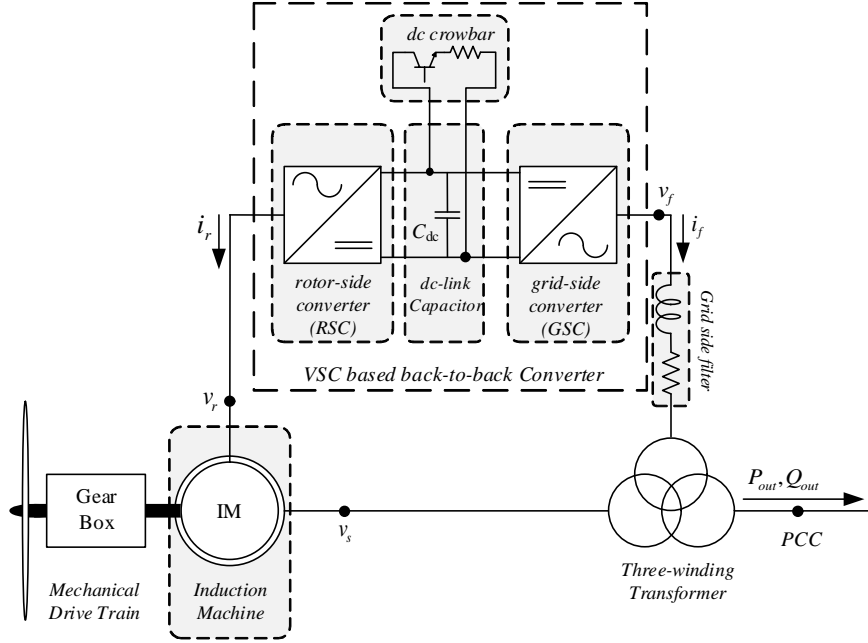 dc crowbar
v_f
i_r
i_f
C_dc
rotor-side
converter
(RSC)
dc-link
Capacitor
grid-side
converter
(GSC)
Grid side filter
VSC based back-to-back Converter
v_r
Gear
Box
IM
v_s
P_out, Q_out
PCC
Mechanical
Drive Train
Induction
Machine
Three-winding
Transformer